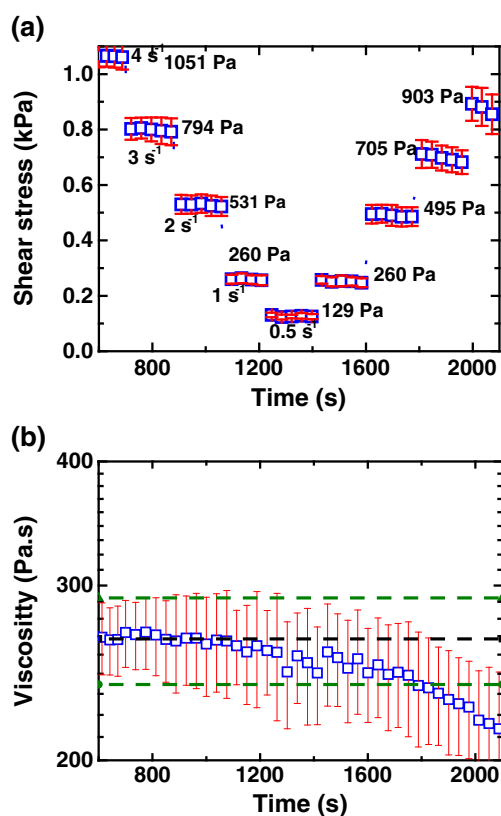 (a)
Shear stress (kPa)
1.0
0.8
0.6
0.4
0.2
0.0
4 s-1
1051 Pa
3 s-1
794 Pa
2 s-1
531 Pa
1 s-1
260 Pa
0.5 s-1
129 Pa
260 Pa
495 Pa
705 Pa
903 Pa
800 1200 1600 2000
Time (s)
(b)
Viscositty (Pa.s)
400
300
200
800 1200 1600 2000
Time (s)